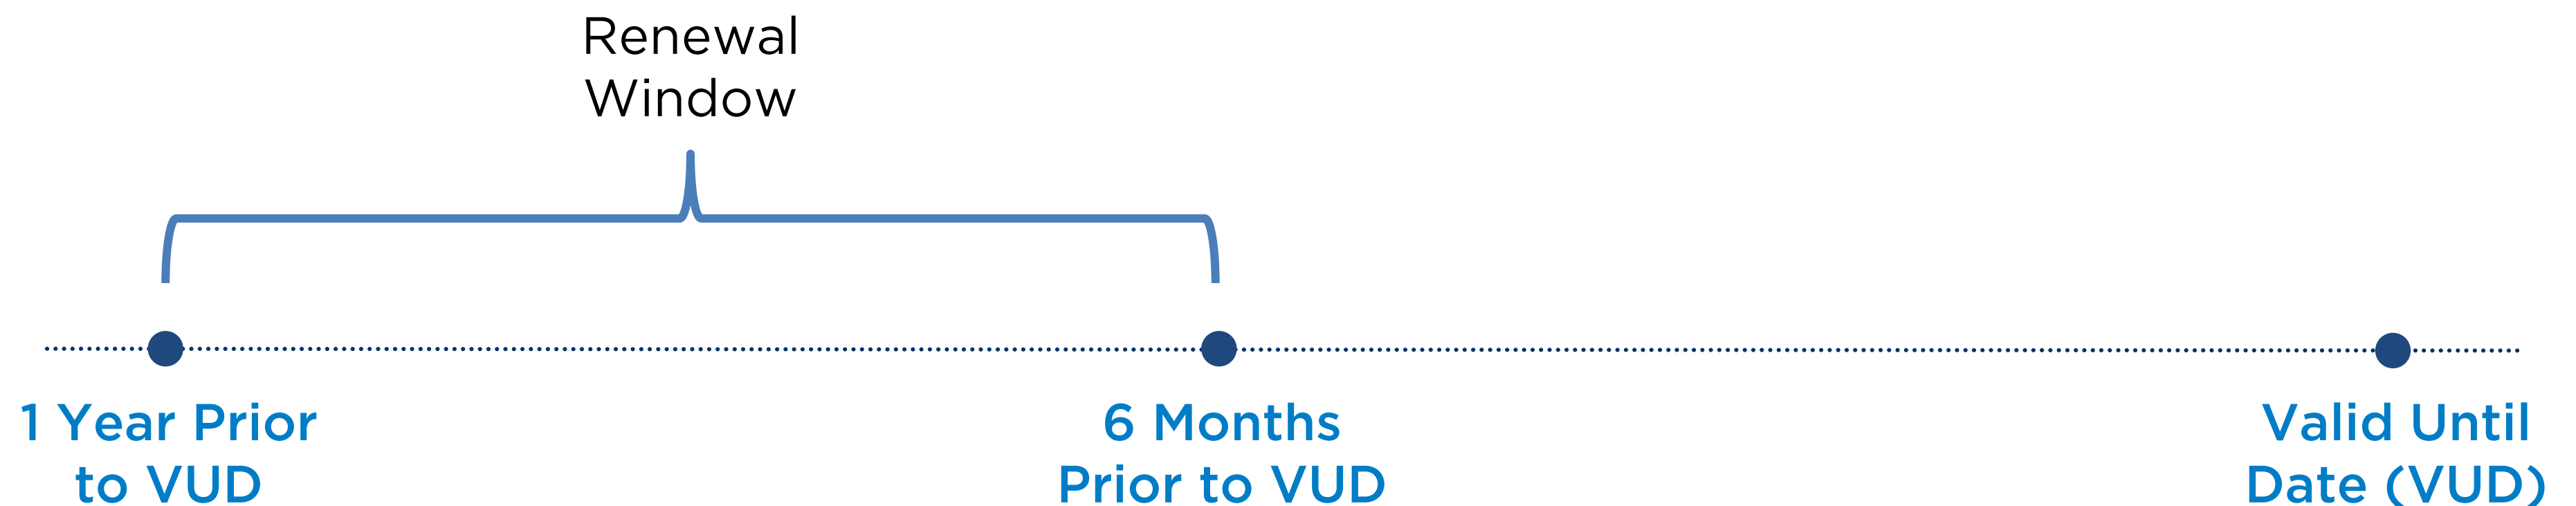 Renewal
Window
1 Year Prior
to VUD
6 Months
Prior to VUD
Valid Until
Date (VUD)